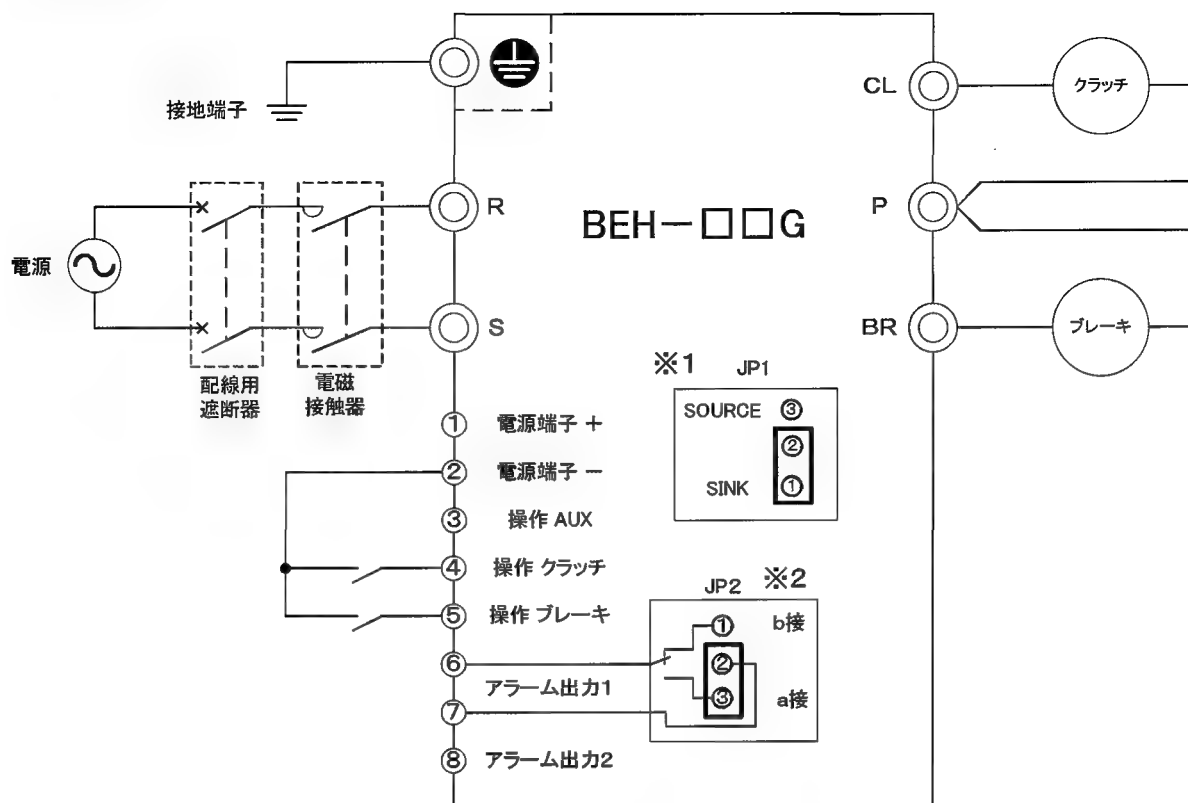 接地端子
電源
配線用
遮断器
電磁
接触器
R
S
BEH-□□G
CL
クラッチ
P
BR
ブレーキ
① 電源端子 +
② 電源端子 -
③ 操作 AUX
④ 操作 クラッチ
⑤ 操作 ブレーキ
⑥
アラーム出力1
⑦
⑧ アラーム出力2
※1 JP1
SOURCE ③
②
SINK ①
JP2 ※2
① b接
②
③ a接